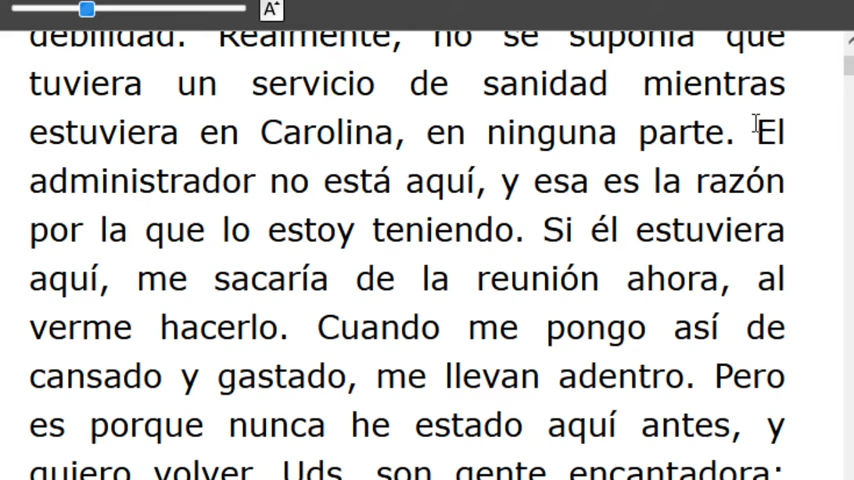 debilidad. Realmente, no se suponía que
tuviera un servicio de sanidad mientras
estuviera en Carolina, en ninguna parte. El
administrador no está aquí, y esa es la razón
por la que lo estoy teniendo. Si él estuviera
aquí, me sacaría de la reunión ahora, al
verme hacerlo. Cuando me pongo así de
cansado y gastado, me llevan adentro. Pero
es porque nunca he estado aquí antes, y
quiero volver. Uds. son gente encantadora;